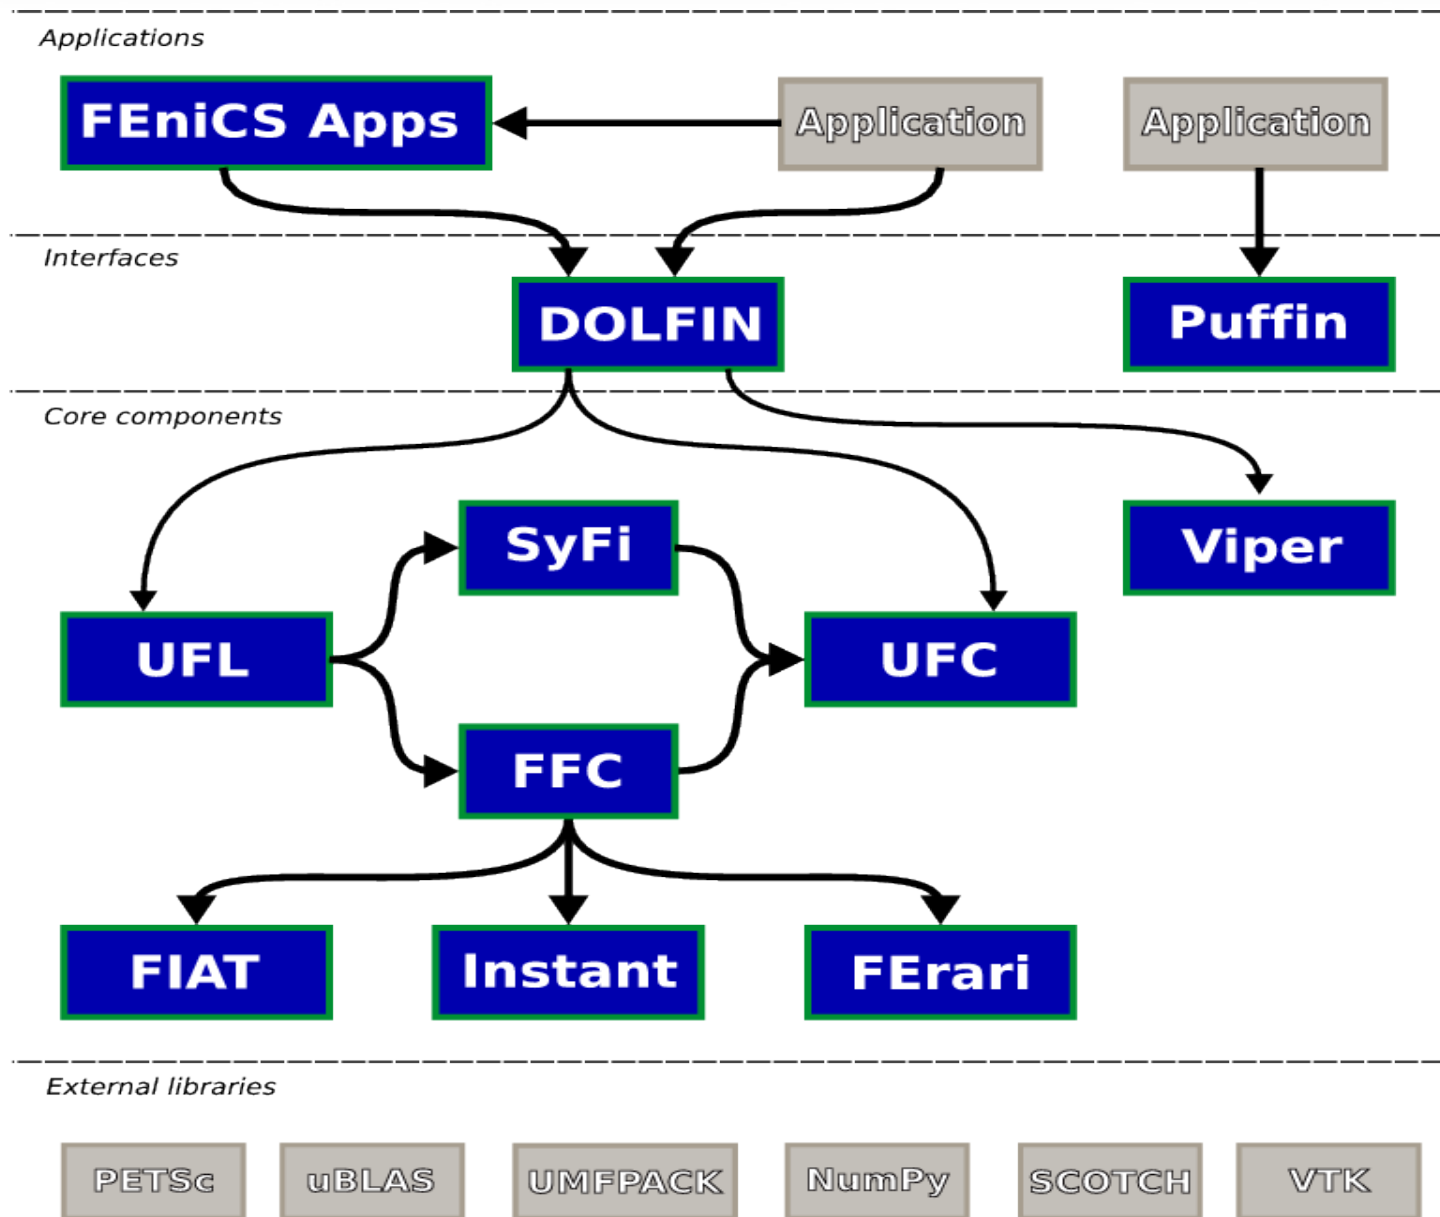 Applications
FEniCS Apps
Application
Application
Interfaces
DOLFIN
Puffin
Core components
SyFi
Viper
UFL
UFC
FFC
FIAT
Instant
FErari
External libraries
PETSc
uBLAS
UMFPACK
NumPy
SCOTCH
VTK